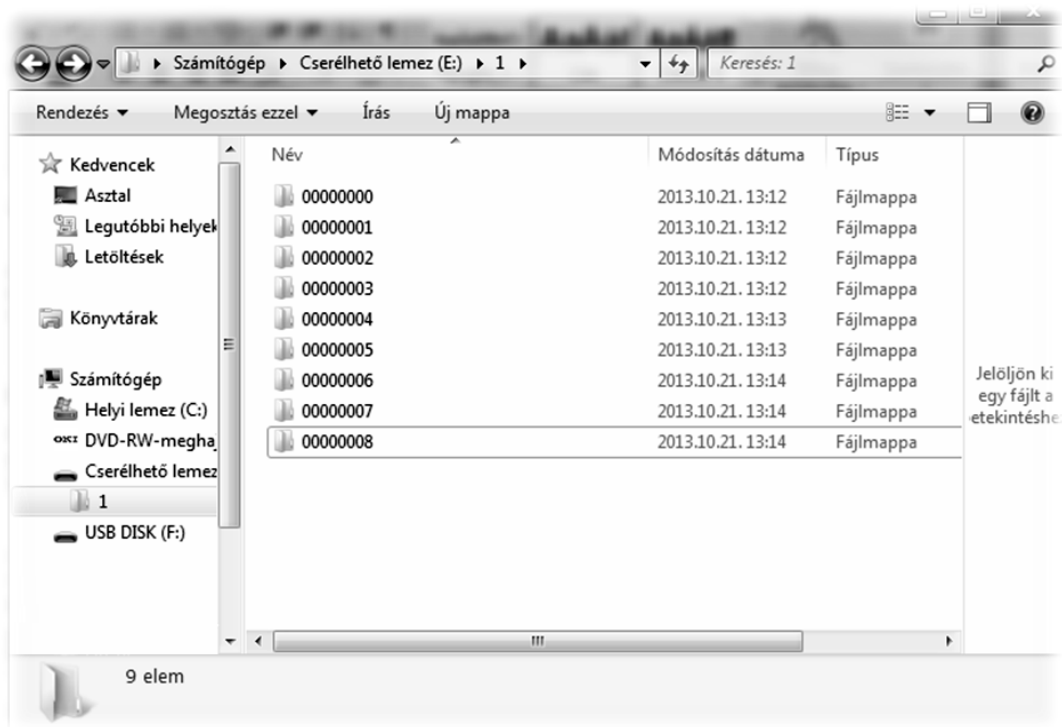 Számítógép ▸ Cserélhető lemez (E:) ▸ 1 ▸
Keresés: 1
Rendezés Megosztás ezzel Írás Új mappa
Kedvencek
Asztal
Legutóbbi helyek
Letöltések
Könyvtárak
Számítógép
Helyi lemez (C:)
DVD-RW-megha
Cserélhető lemez
1
USB DISK (F:)
Név Módosítás dátuma Típus
00000000 2013.10.21. 13:12 Fájlmappa
00000001 2013.10.21. 13:12 Fájlmappa
00000002 2013.10.21. 13:12 Fájlmappa
00000003 2013.10.21. 13:12 Fájlmappa
00000004 2013.10.21. 13:13 Fájlmappa
00000005 2013.10.21. 13:13 Fájlmappa
00000006 2013.10.21. 13:14 Fájlmappa
00000007 2013.10.21. 13:14 Fájlmappa
00000008 2013.10.21. 13:14 Fájlmappa
Jelöljön ki
egy fájlt a
etekintéshe
9 elem